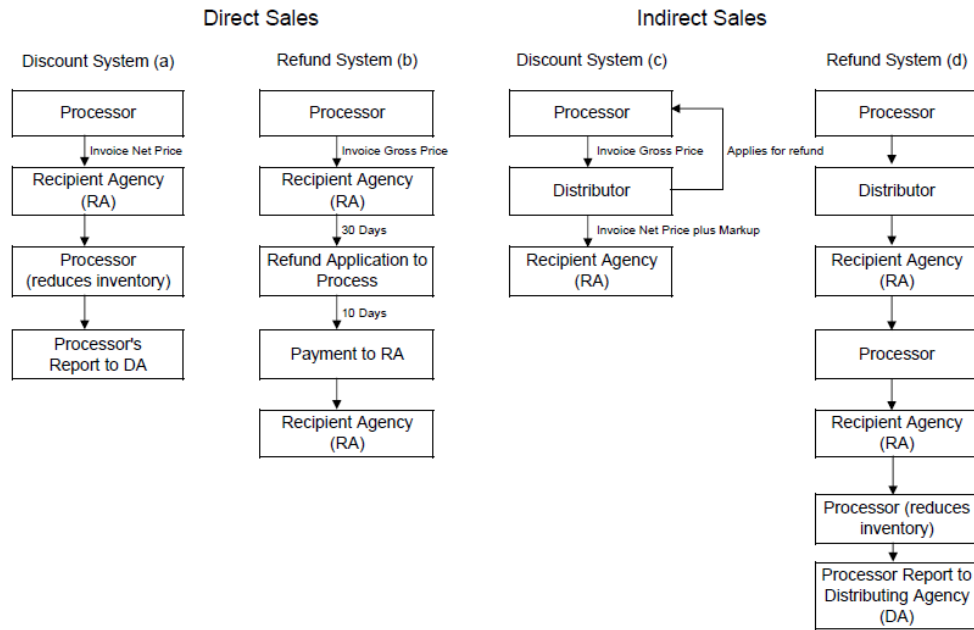 Direct Sales
Indirect Sales
Discount System (a)
Processor
Invoice Net Price
Recipient Agency
(RA)
Processor
(reduces inventory)
Processor's
Report to DA
Refund System (b)
Processor
Invoice Gross Price
Recipient Agency
(RA)
30 Days
Refund Application to
Process
10 Days
Payment to RA
Recipient Agency
(RA)
Discount System (c)
Processor
Invoice Gross Price
Applies for refund
Distributor
Invoice Net Price plus Markup
Recipient Agency
(RA)
Refund System (d)
Processor
Distributor
Recipient Agency
(RA)
Processor
Recipient Agency
(RA)
Processor (reduces
inventory)
Processor Report to
Distributing Agency
(DA)